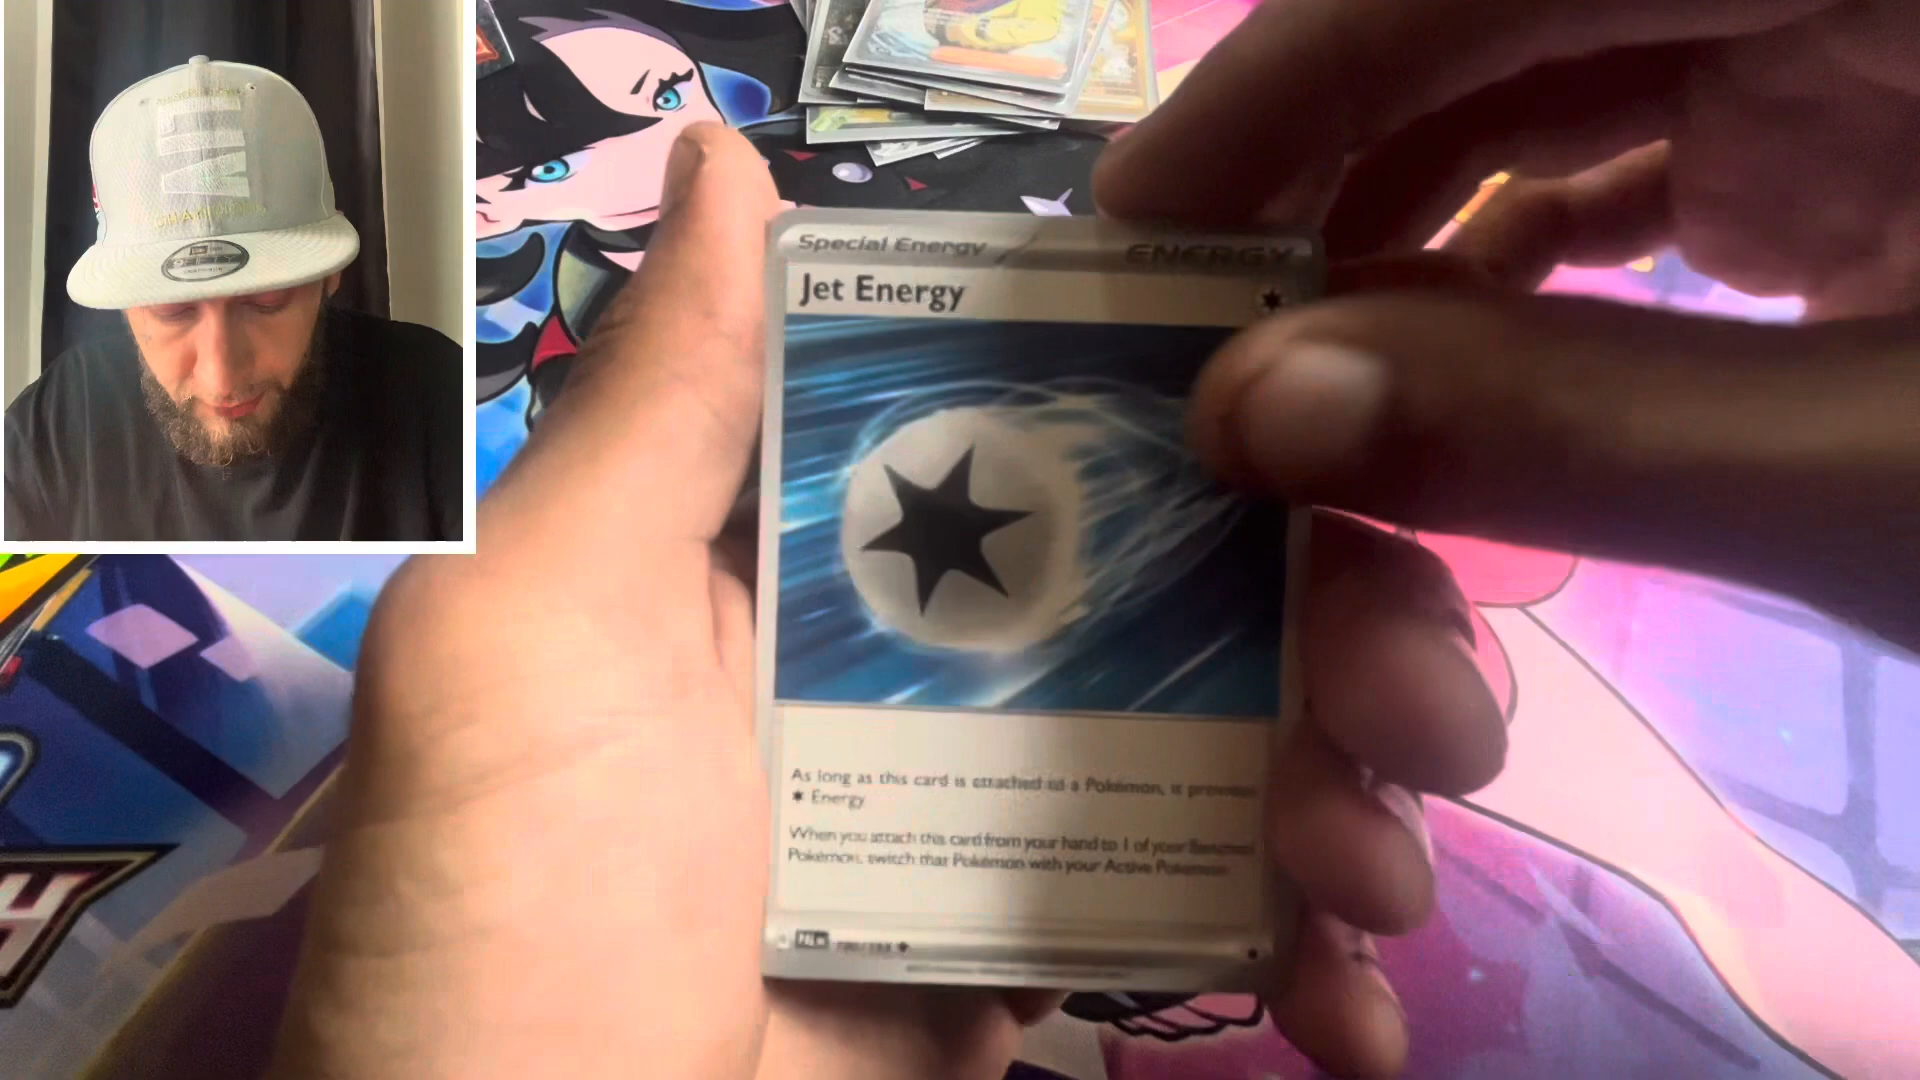 Special Energy ENERGY
Jet Energy
As long as this card is attached to a Pokémon, it provides
Energy
When you attach this card from your hand to 1 of your Benched
Pokémon, switch that Pokémon with your Active Pokémon.